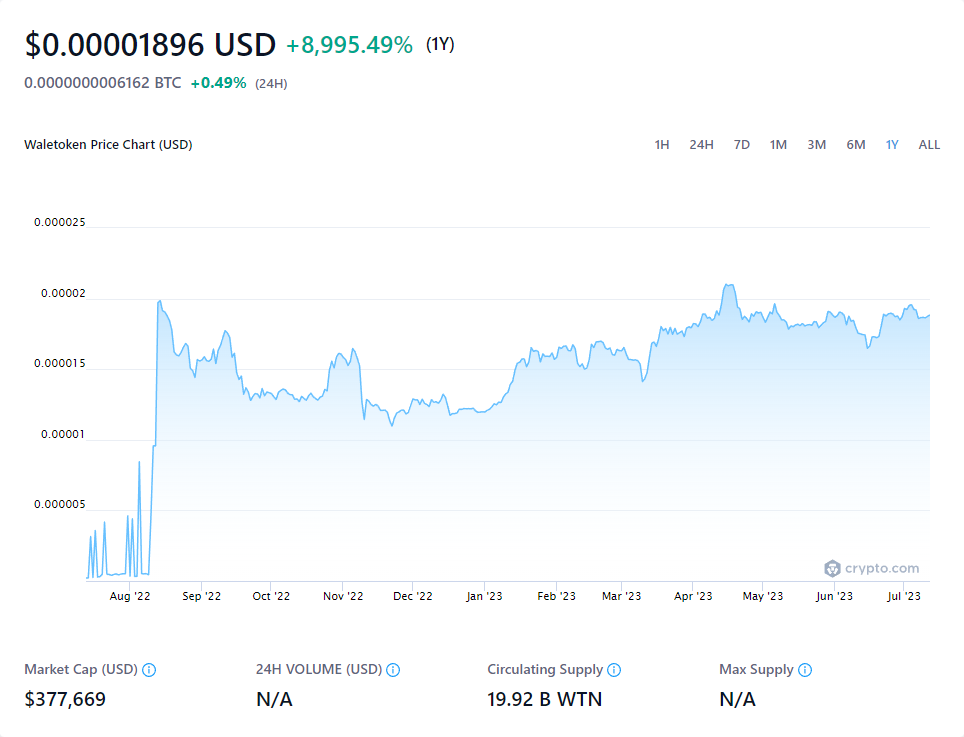 $0.00001896 USD +8,995.49% (1Y)
0.0000000006162 BTC +0.49% (24H)
Waletoken Price Chart (USD) 1H 24H 7D 1M 3M 6M 1Y ALL
0.000025
0.00002
0.000015
0.00001
0.000005
crypto.com
Aug '22 Sep '22 Oct '22 Nov '22 Dec '22 Jan '23 Feb '23 Mar '23 Apr '23 May '23 Jun '23 Jul '23
Market Cap (USD) 24H VOLUME (USD) Circulating Supply Max Supply
$377,669 N/A 19.92 B WTN N/A